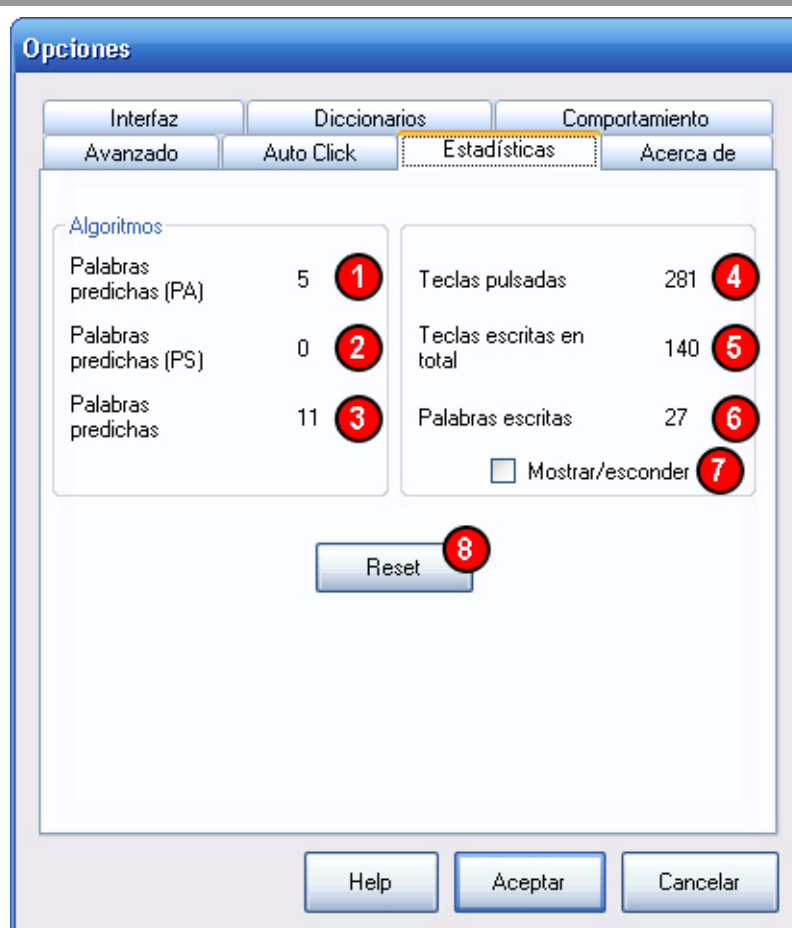 Opciones
Interfaz Diccionarios Comportamiento
Avanzado Auto Click Estadísticas Acerca de
Algoritmos
Palabras
predichas (PA) 5 1
Palabras
predichas (PS) 0 2
Palabras
predichas 11 3
Teclas pulsadas 281 4
Teclas escritas en
total 140 5
Palabras escritas 27 6
Mostrar/esconder 7
Reset 8
Help Aceptar Cancelar